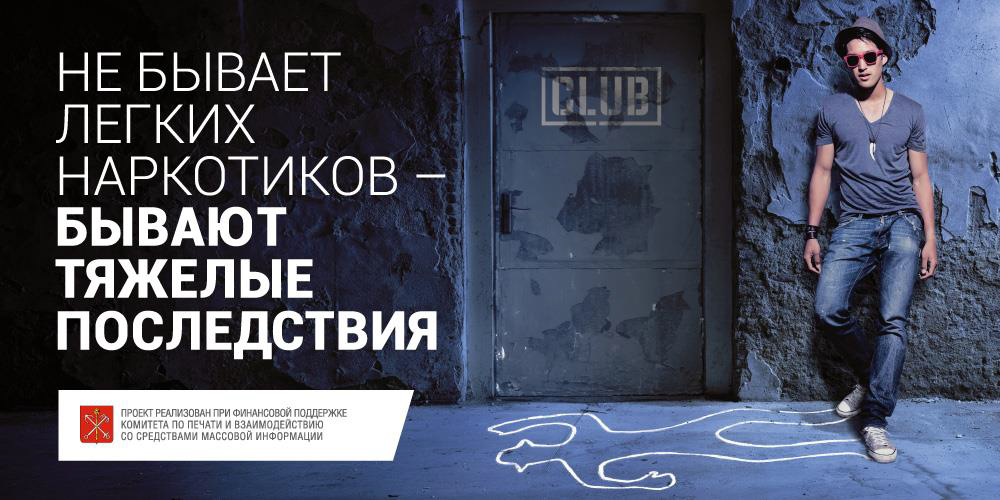 НЕ БЫВАЕТ
ЛЕГКИХ
НАРКОТИКОВ –
БЫВАЮТ
ТЯЖЕЛЫЕ
ПОСЛЕДСТВИЯ
CLUB
ПРОЕКТ РЕАЛИЗОВАН ПРИ ФИНАНСОВОЙ ПОДДЕРЖКЕ
КОМИТЕТА ПО ПЕЧАТИ И ВЗАИМОДЕЙСТВИЮ
СО СРЕДСТВАМИ МАССОВОЙ ИНФОРМАЦИИ